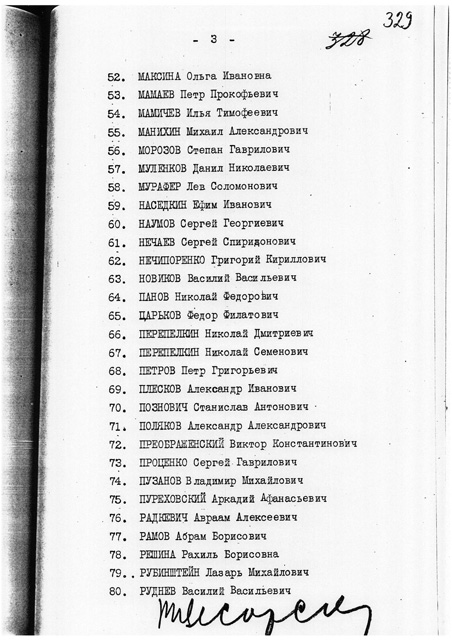 329
328
- 3 -
52. МАКСИНА Ольга Ивановна
53. МАМАЕВ Петр Прокофьевич
54. МАМИЧЕВ Илья Тимофеевич
55. МАНИХИН Михаил Александрович
56. МОРОЗОВ Степан Гаврилович
57. МУЛЕНКОВ Данил Николаевич
58. МУРАФЕР Лев Соломонович
59. НАСЕДКИН Ефим Иванович
60. НАУМОВ Сергей Георгиевич
61. НЕЧАЕВ Сергей Спиридонович
62. НЕЧИПОРЕНКО Григорий Кириллович
63. НОВИКОВ Василий Васильевич
64. ПАНОВ Николай Федорович
65. ЦАРЬКОВ Федор Филатович
66. ПЕРЕПЕЛКИН Николай Дмитриевич
67. ПЕРЕПЕЛКИН Николай Семенович
68. ПЕТРОВ Петр Григорьевич
69. ПЛЕСКОВ Александр Иванович
70. ПОЗНОВИЧ Станислав Антонович
71. ПОЛЯКОВ Александр Александрович
72. ПРЕОБРАЖЕНСКИЙ Виктор Константинович
73. ПРОЦЕНКО Сергей Гаврилович
74. ПУЗАНОВ Владимир Михайлович
75. ПУРЕХОВСКИЙ Аркадий Афанасьевич
76. РАДКЕВИЧ Авраам Алексеевич
77. РАМОВ Абрам Борисович
78. РЕШИНА Рахиль Борисовна
79.. РУБИНШТЕЙН Лазарь Михайлович
80. РУДНЕВ Василий Васильевич